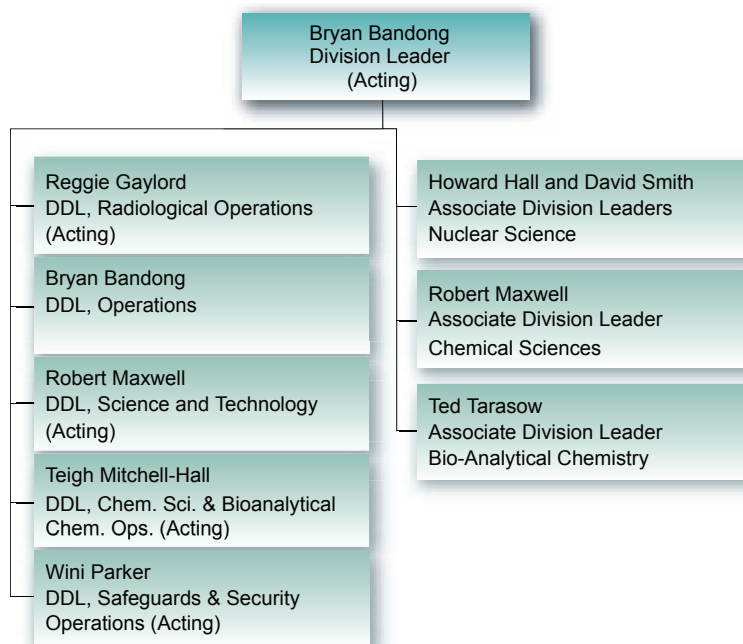 Bryan Bandong
Division Leader
(Acting)
Reggie Gaylord
DDL, Radiological Operations
(Acting)
Bryan Bandong
DDL, Operations
Robert Maxwell
DDL, Science and Technology
(Acting)
Teigh Mitchell-Hall
DDL, Chem. Sci. & Bioanalytical
Chem. Ops. (Acting)
Wini Parker
DDL, Safeguards & Security
Operations (Acting)
Howard Hall and David Smith
Associate Division Leaders
Nuclear Science
Robert Maxwell
Associate Division Leader
Chemical Sciences
Ted Tarasow
Associate Division Leader
Bio-Analytical Chemistry